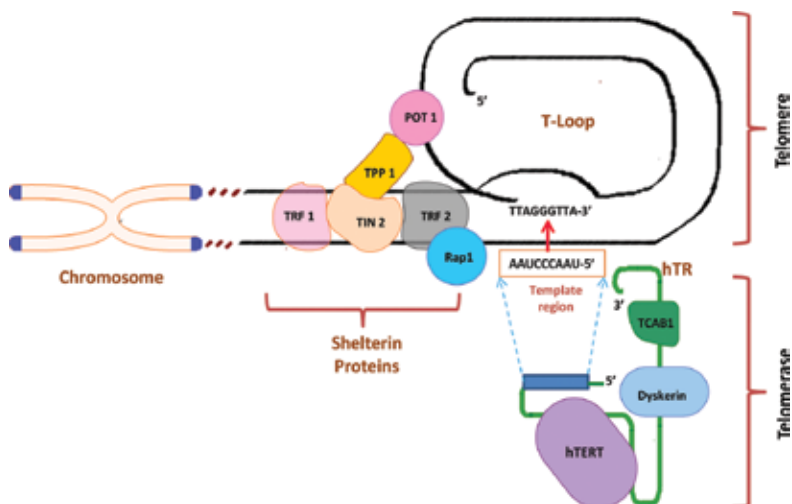 POT 1
5'
T-Loop
Telomere
TPP 1
TRF 1
TIN 2
TRF 2
TTAGGGTTA-3'
Rap1
AAUCCCAAU-5'
Template
region
hTR
3'
Chromosome
Shelterin
Proteins
TCAB1
5'
Dyskerin
hTERT
Telomerase